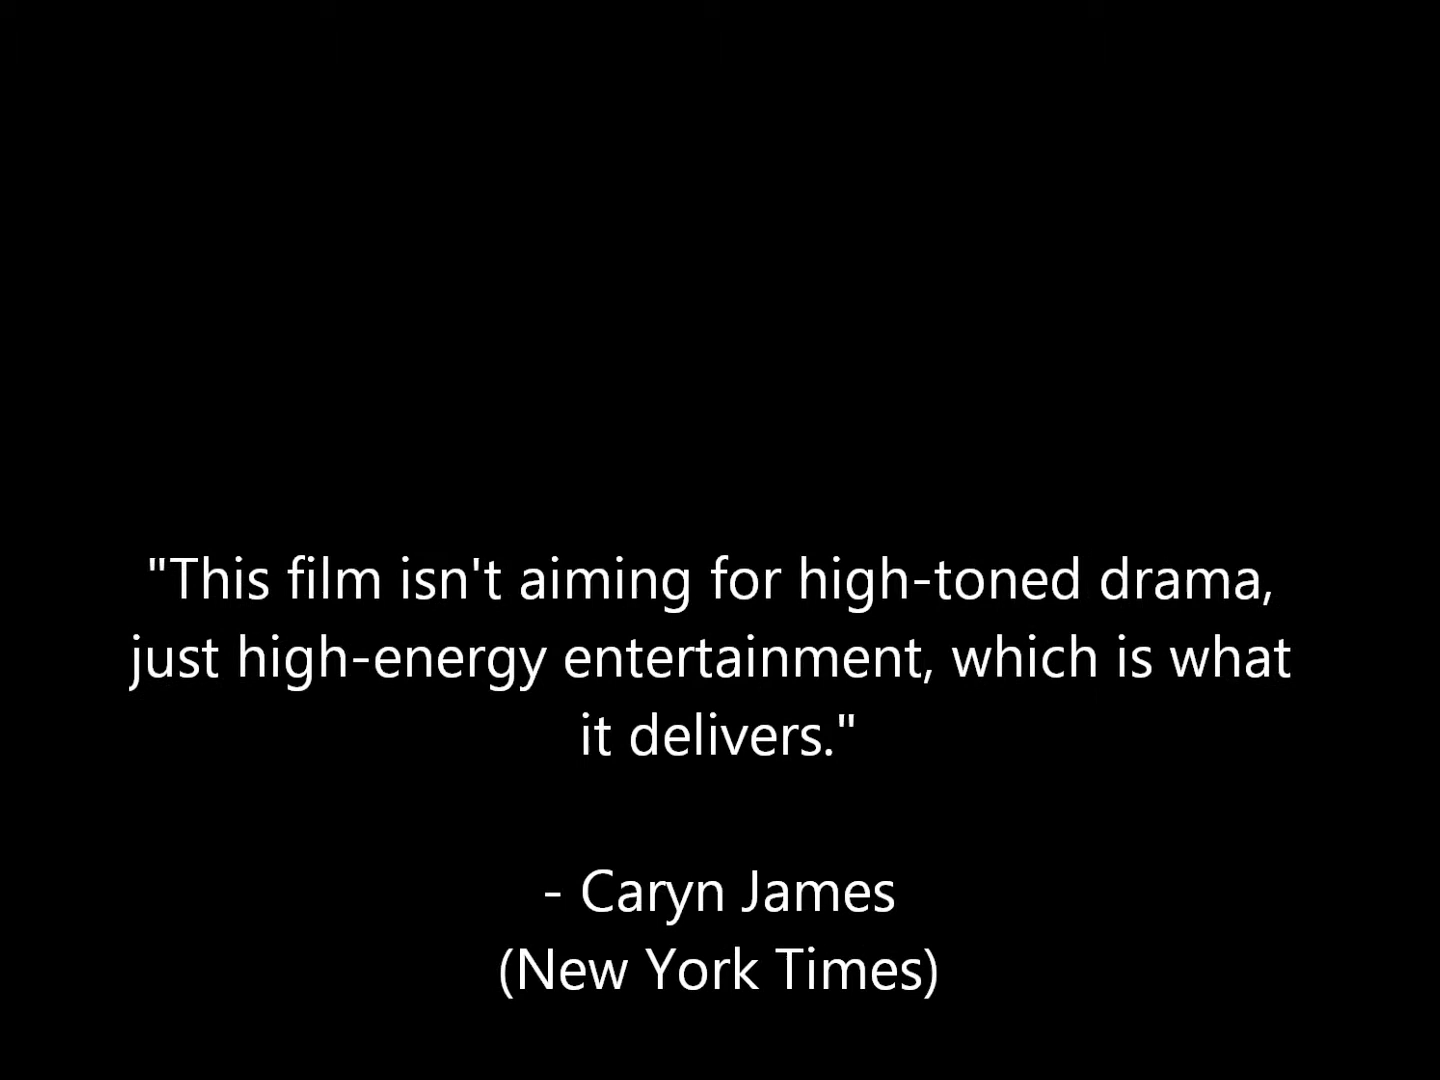 "This film isn't aiming for high-toned drama,
just high-energy entertainment, which is what
it delivers."
- Caryn James
(New York Times)